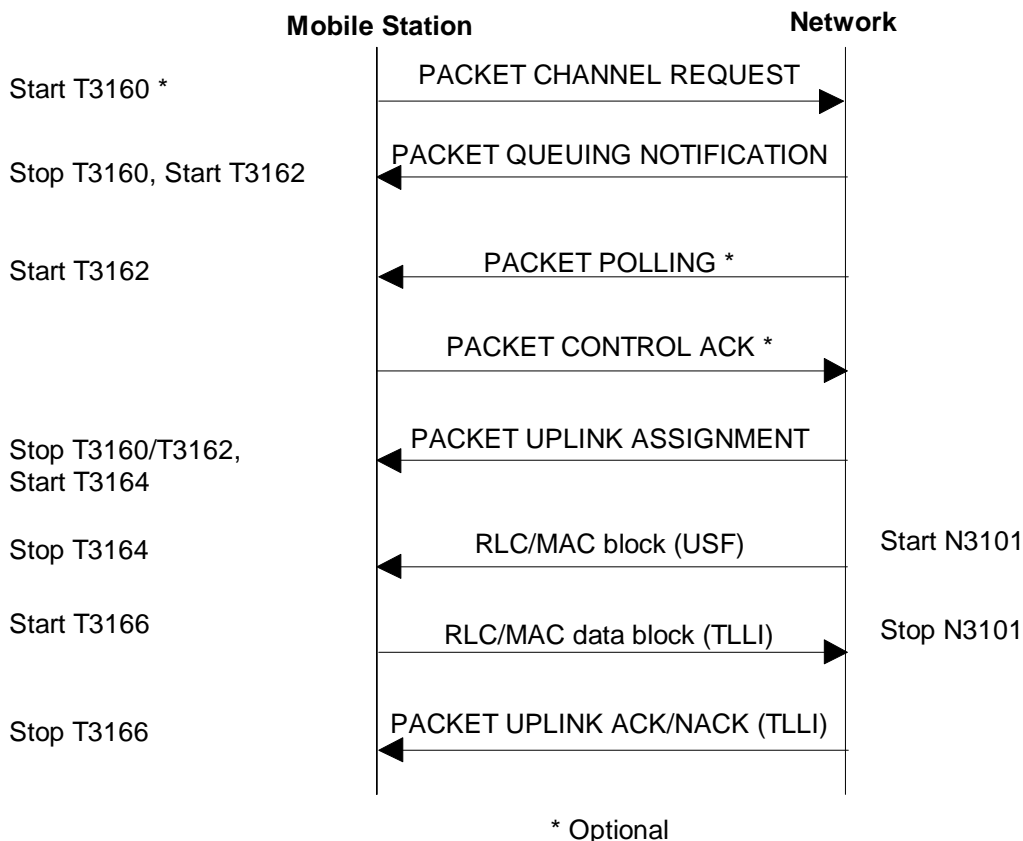 Mobile Station
Network
Start T3160 *
PACKET CHANNEL REQUEST
Stop T3160, Start T3162
PACKET QUEUING NOTIFICATION
Start T3162
PACKET POLLING *
PACKET CONTROL ACK *
Stop T3160/T3162,
Start T3164
PACKET UPLINK ASSIGNMENT
Stop T3164
RLC/MAC block (USF)
Start N3101
Start T3166
RLC/MAC data block (TLLI)
Stop N3101
Stop T3166
PACKET UPLINK ACK/NACK (TLLI)
* Optional